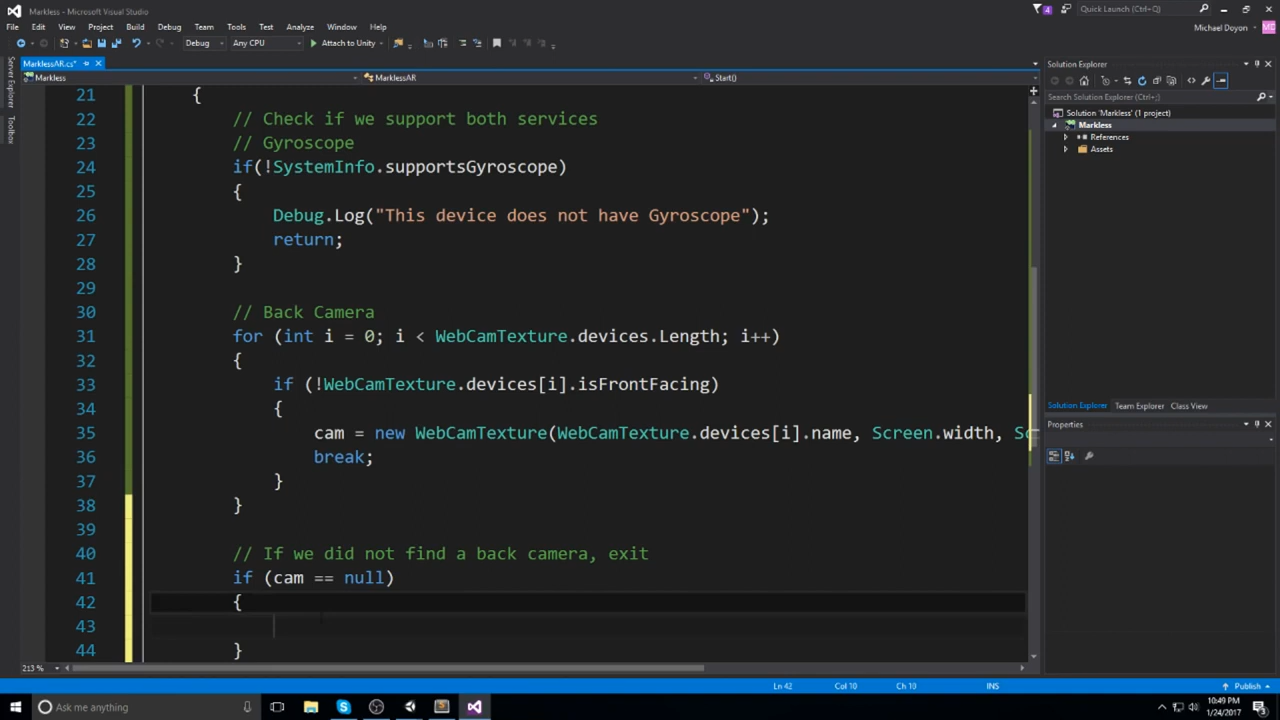 Markless - Microsoft Visual Studio
4
Quick Launch (Ctrl+Q)
File Edit View Project Build Debug Team Tools Test Analyze Window Help
Michael Doyon
MD
Debug Any CPU Attach to Unity
MarklessAR.cs*
Markless MarklessAR Start()
Server Explorer
Toolbox
21 {
22 // Check if we support both services
23 // Gyroscope
24 if(!SystemInfo.supportsGyroscope)
25 {
26 Debug.Log("This device does not have Gyroscope");
27 return;
28 }
29
30 // Back Camera
31 for (int i = 0; i < WebCamTexture.devices.Length; i++)
32 {
33 if (!WebCamTexture.devices[i].isFrontFacing)
34 {
35 cam = new WebCamTexture(WebCamTexture.devices[i].name, Screen.width, Sc
36 break;
37 }
38 }
39
40 // If we did not find a back camera, exit
41 if (cam == null)
42 {
43
44 }
213 %
Solution Explorer
Search Solution Explorer (Ctrl+;)
Solution 'Markless' (1 project)
Markless
References
Assets
Solution Explorer Team Explorer Class View
Properties
Ln 42 Col 10 Ch 10 INS Publish
Ask me anything
10:49 PM
1/24/2017
3